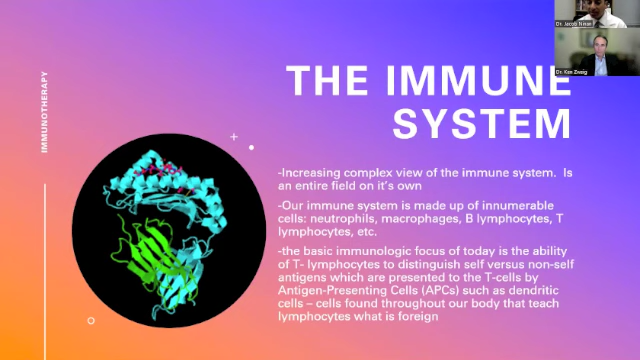 Dr. Jacob Ninan
Dr. Ken Zweig
IMMUNOTHERAPY
THE IMMUNE
SYSTEM
-Increasing complex view of the immune system.  Is
an entire field on it's own
-Our immune system is made up of innumerable
cells: neutrophils, macrophages, B lymphocytes, T
lymphocytes, etc.
-the basic immunologic focus of today is the ability
of T- lymphocytes to distinguish self versus non-self
antigens which are presented to the T-cells by
Antigen-Presenting Cells (APCs) such as dendritic
cells – cells found throughout our body that teach
lymphocytes what is foreign